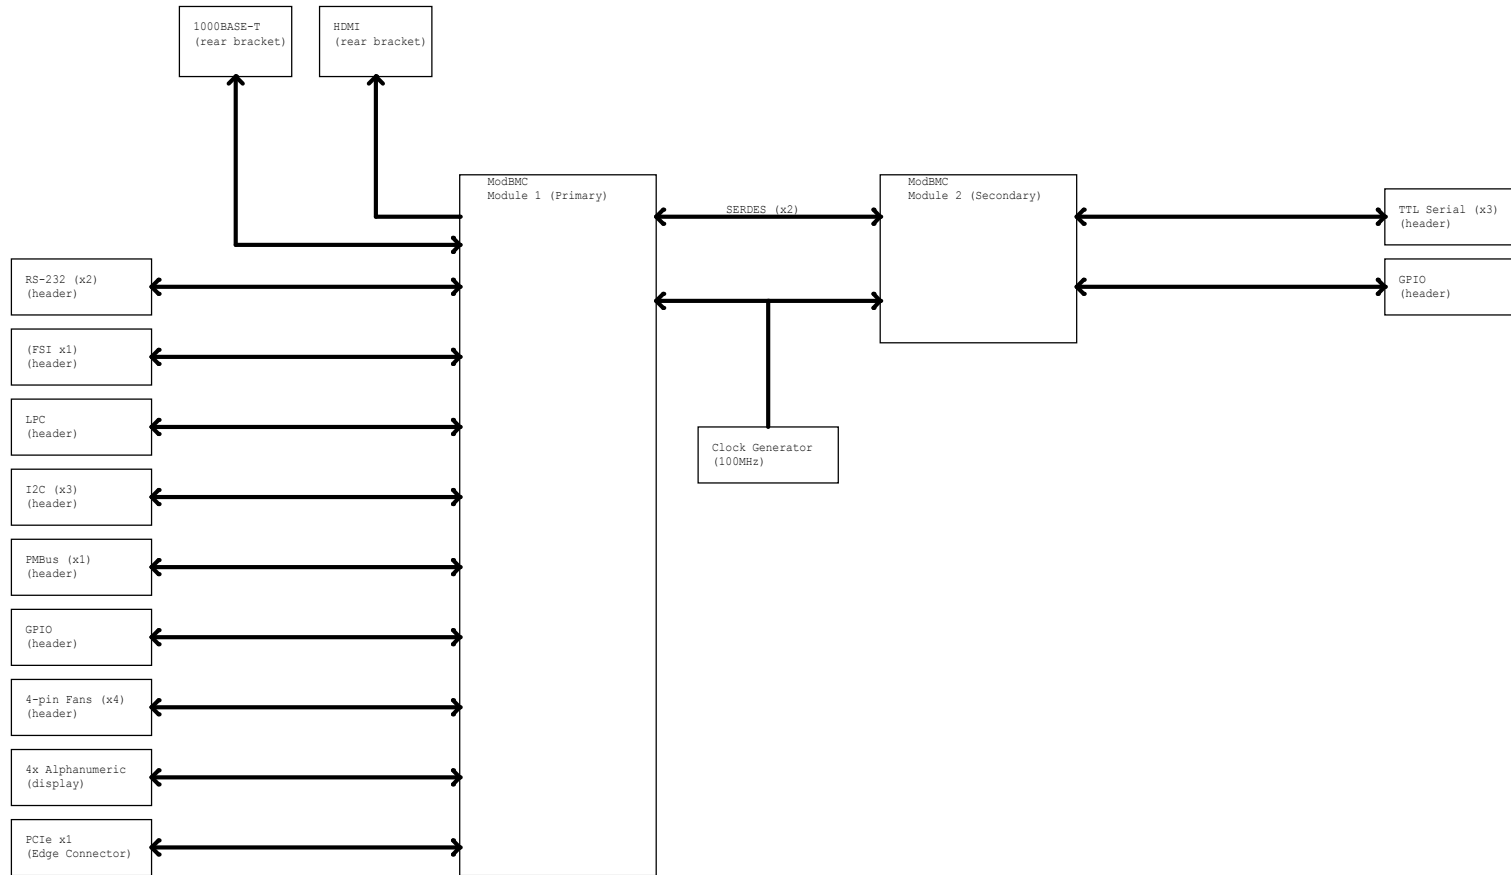 1000BASE-T
(rear bracket)
HDMI
(rear bracket)
ModBMC
Module 1 (Primary)
SERDES (x2)
ModBMC
Module 2 (Secondary)
TTL Serial (x3)
(header)
RS-232 (x2)
(header)
GPIO
(header)
(FSI x1)
(header)
LPC
(header)
Clock Generator
(100MHz)
I2C (x3)
(header)
PMBus (x1)
(header)
GPIO
(header)
4-pin Fans (x4)
(header)
4x Alphanumeric
(display)
PCIe x1
(Edge Connector)